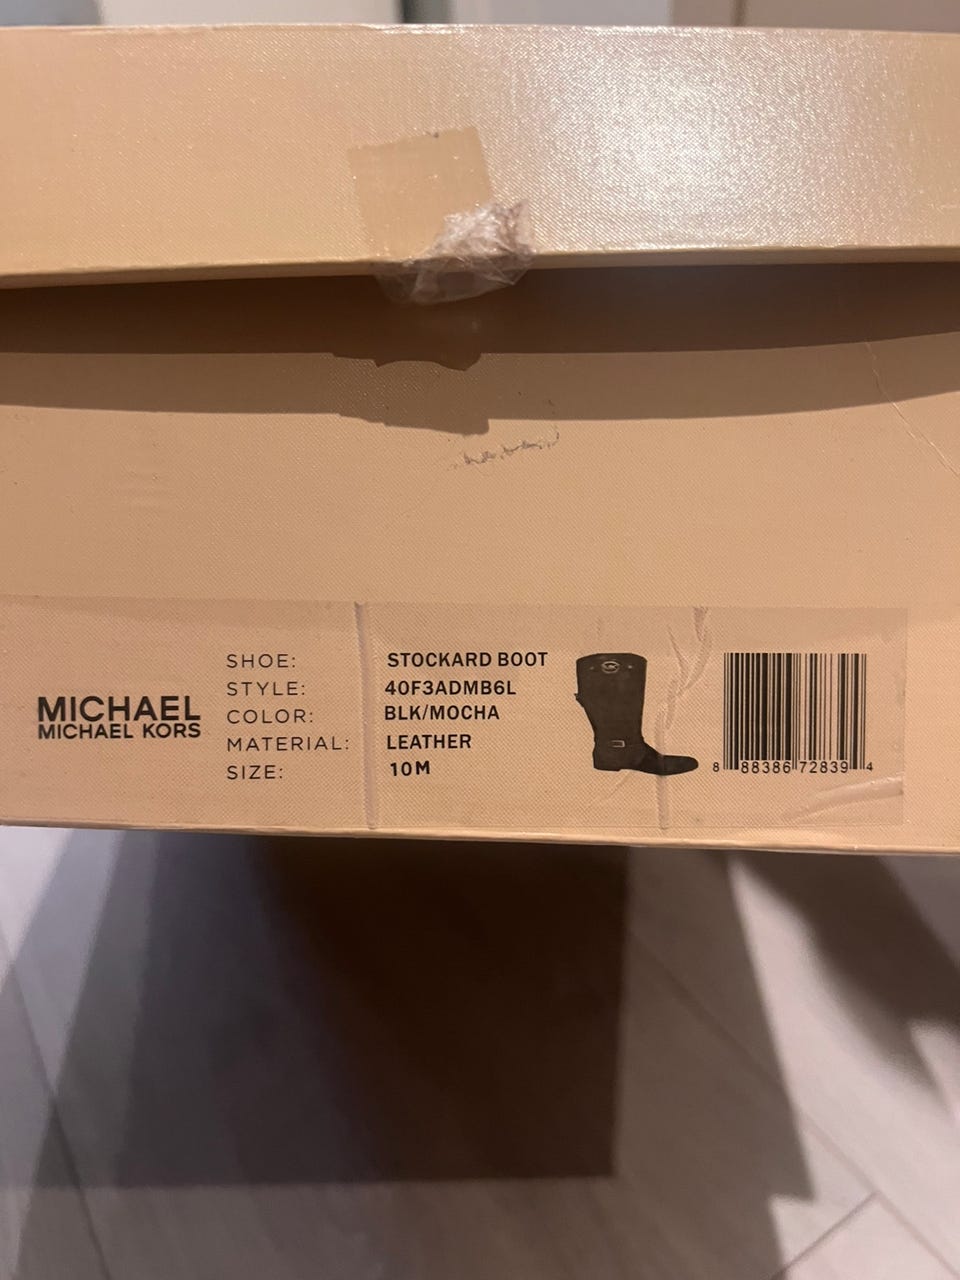 MICHAEL
MICHAEL KORS
SHOE: STOCKARD BOOT
STYLE: 40F3ADMB6L
COLOR: BLK/MOCHA
MATERIAL: LEATHER
SIZE: 10M
8 88386 72839 4